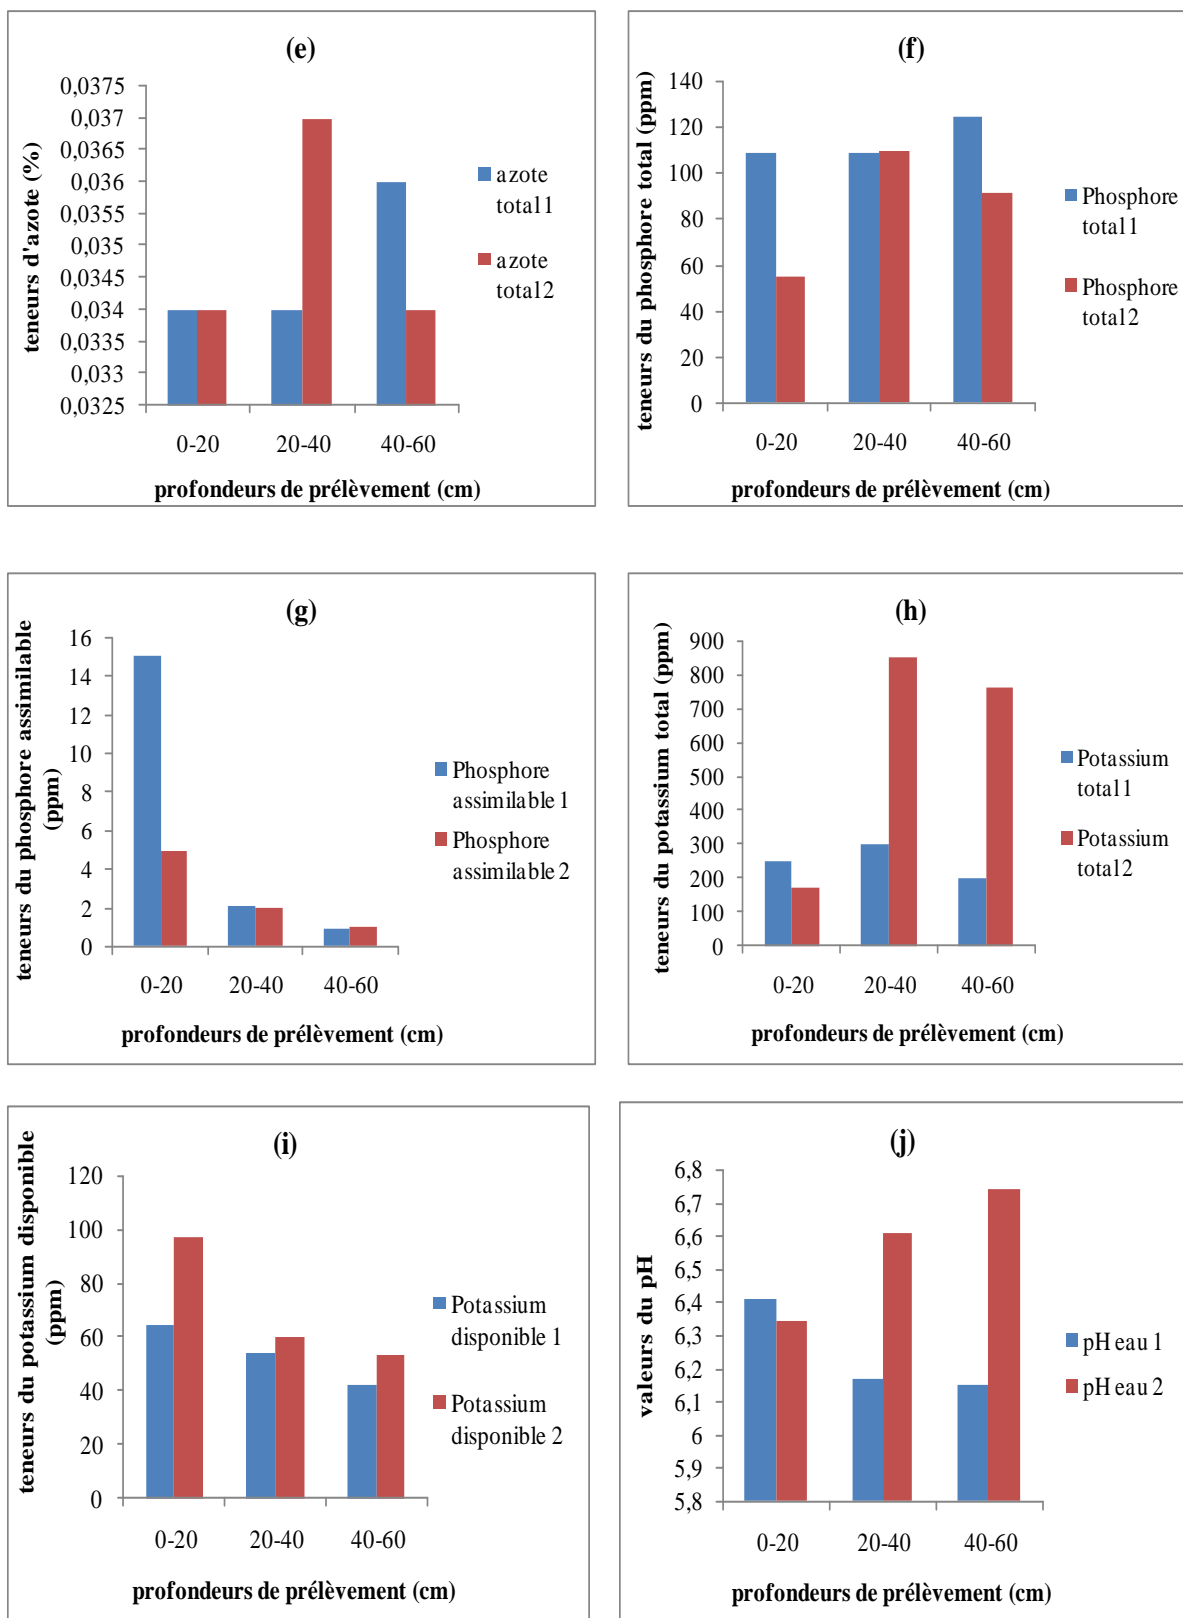 (e)
0,0375
0,037
0,0365
0,036
0,0355
0,035
0,0345
0,034
0,0335
0,033
0,0325
teneurs d'azote (%)
0-20 20-40 40-60
profondeurs de prélèvement (cm)
azote
total1
azote
total2
(f)
140
120
100
80
60
40
20
0
teneurs du phosphore total (ppm)
0-20 20-40 40-60
profondeurs de prélèvement (cm)
Phosphore
total1
Phosphore
total2
(g)
16
14
12
10
8
6
4
2
0
teneurs du phosphore assimilable
(ppm)
0-20 20-40 40-60
profondeurs de prélèvement (cm)
Phosphore
assimilable 1
Phosphore
assimilable 2
(h)
900
800
700
600
500
400
300
200
100
0
teneurs du potassium total (ppm)
0-20 20-40 40-60
profondeurs de prélèvement (cm)
Potassium
total1
Potassium
total2
(i)
120
100
80
60
40
20
0
teneurs du potassium disponible
(ppm)
0-20 20-40 40-60
profondeurs de prélèvement (cm)
Potassium
disponible 1
Potassium
disponible 2
(j)
6,8
6,7
6,6
6,5
6,4
6,3
6,2
6,1
6
5,9
5,8
valeurs du pH
0-20 20-40 40-60
profondeurs de prélèvement (cm)
pH eau 1
pH eau 2